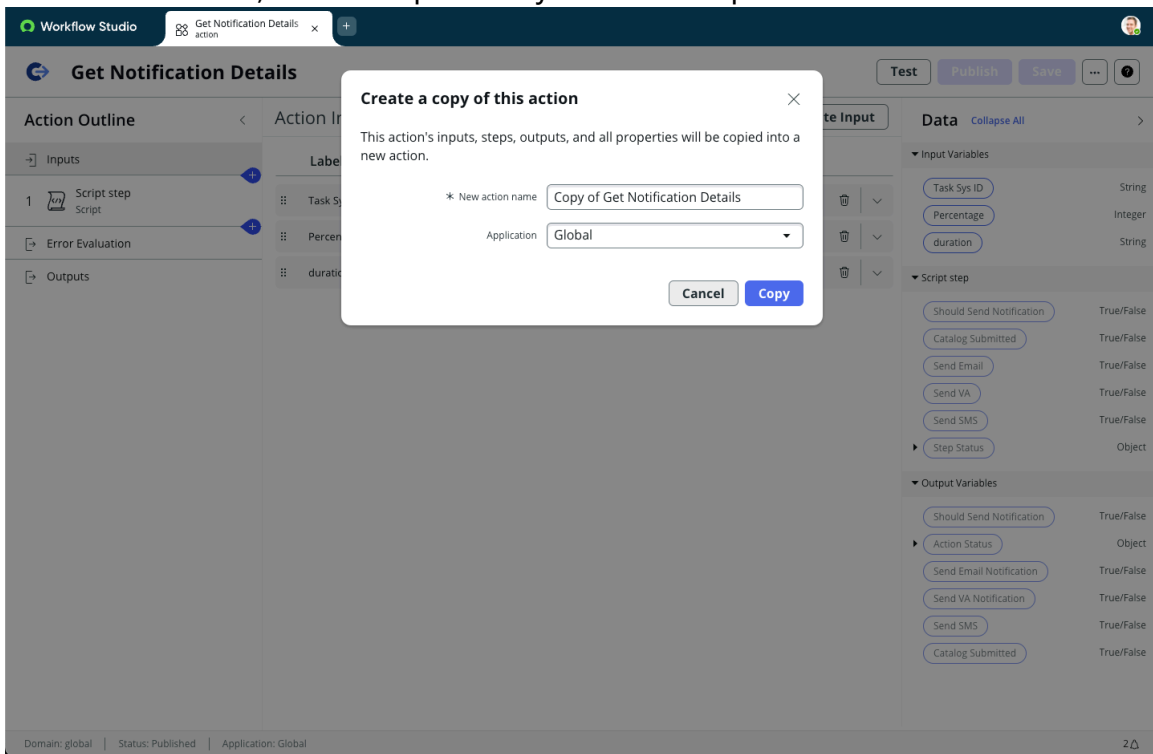 Workflow Studio
Get Notification Details
action
Get Notification Details
Test
Publish
Save
Action Outline
Inputs
1
Script step
Script
Error Evaluation
Outputs
Action In
Labe
Task Sy
Percen
duratio
te Input
Create a copy of this action
This action's inputs, steps, outputs, and all properties will be copied into a
new action.
* New action name
Copy of Get Notification Details
Application
Global
Cancel
Copy
Data
Collapse All
Input Variables
Task Sys ID String
Percentage Integer
duration String
Script step
Should Send Notification True/False
Catalog Submitted True/False
Send Email True/False
Send VA True/False
Send SMS True/False
Step Status Object
Output Variables
Should Send Notification True/False
Action Status Object
Send Email Notification True/False
Send VA Notification True/False
Send SMS True/False
Catalog Submitted True/False
Domain: global | Status: Published | Application: Global
2